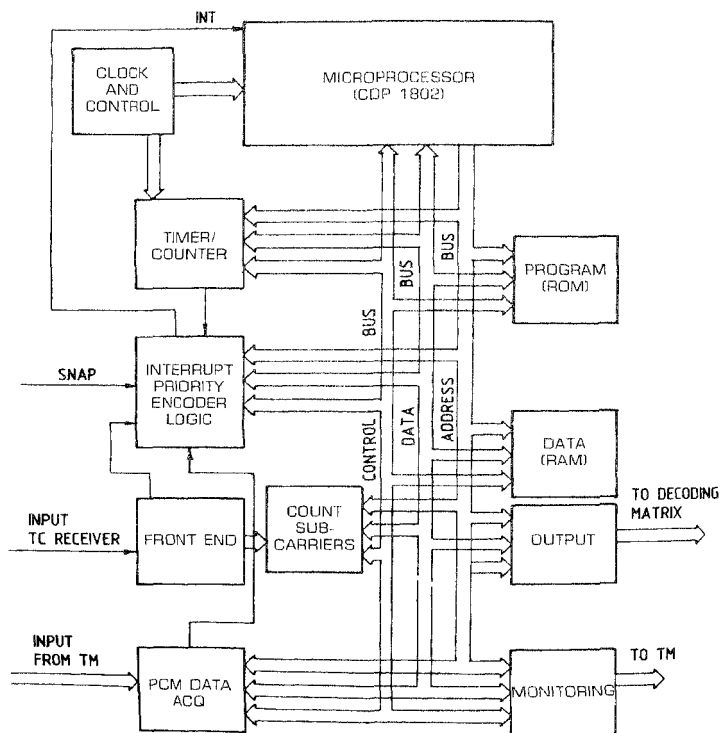 INT
CLOCK
AND
CONTROL
MICROPROCESSOR
(CDP 1802)
TIMER/
COUNTER
BUS
BUS
BUS
PROGRAM
(ROM)
SNAP
INTERRUPT
PRIORITY
ENCODER
LOGIC
CONTROL
DATA
ADDRESS
DATA
(RAM)
INPUT
TC RECEIVER
FRONT END
COUNT
SUB-
CARRIERS
OUTPUT
TO DECODING
MATRIX
INPUT
FROM TM
PCM DATA
ACQ
MONITORING
TO TM